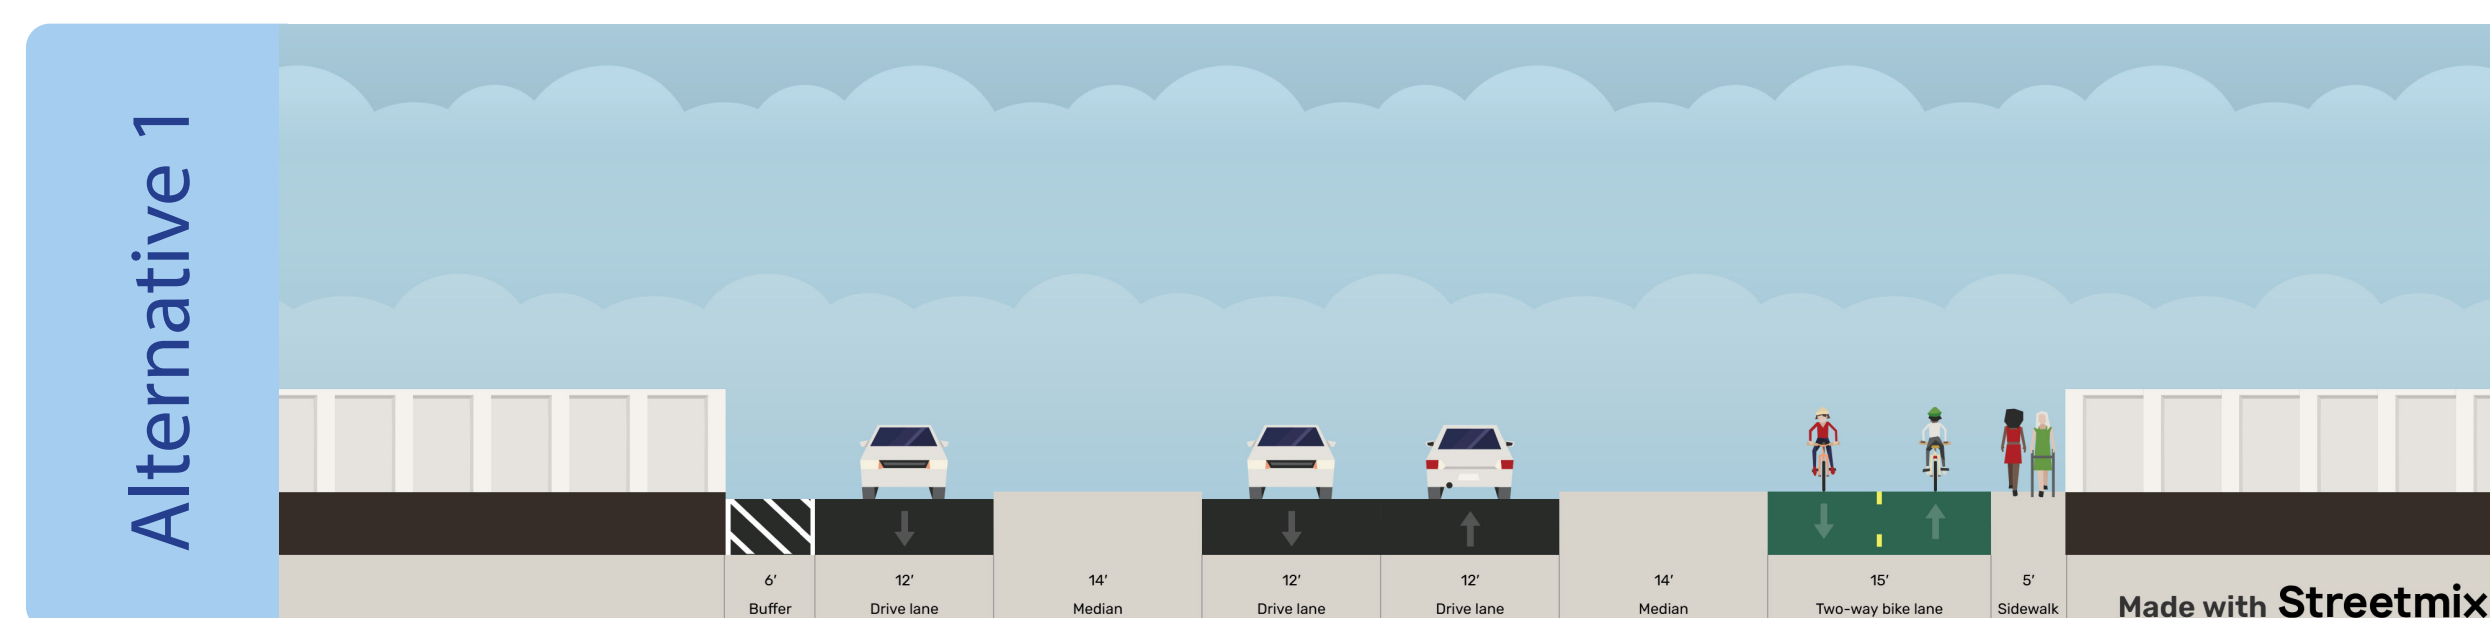 Alternative 1
6' 12' 14' 12' 12' 14' 15' 5'
Buffer Drive lane Median Drive lane Drive lane Median Two-way bike lane Sidewalk
Made with Streetmix